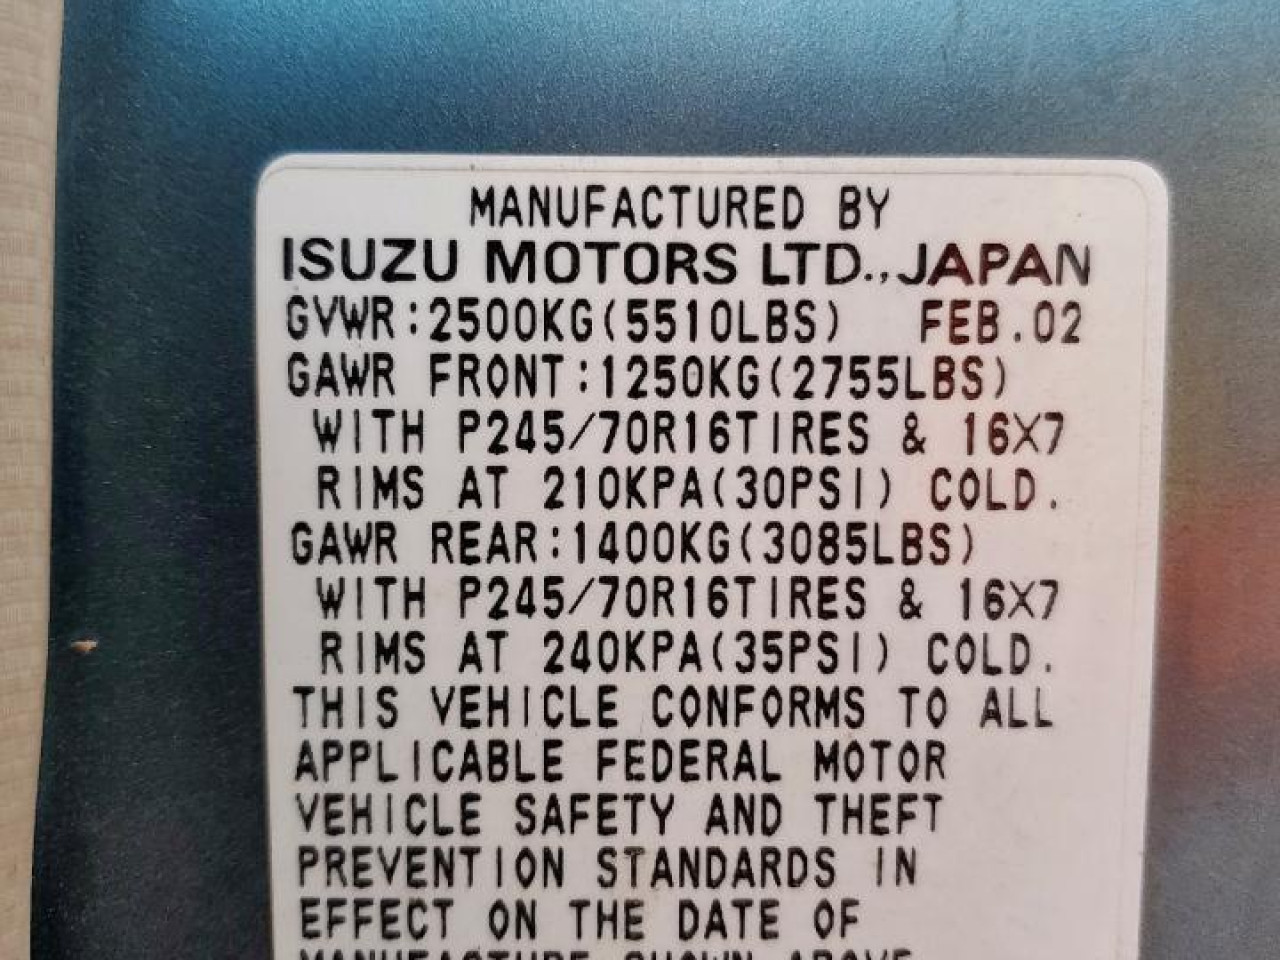 MANUFACTURED BY
ISUZU MOTORS LTD., JAPAN
GVWR:2500KG(5510LBS) FEB.02
GAWR FRONT:1250KG(2755LBS)
WITH P245/70R16TIRES & 16X7
RIMS AT 210KPA(30PSI) COLD.
GAWR REAR:1400KG(3085LBS)
WITH P245/70R16TIRES & 16X7
RIMS AT 240KPA(35PSI) COLD.
THIS VEHICLE CONFORMS TO ALL
APPLICABLE FEDERAL MOTOR
VEHICLE SAFETY AND THEFT
PREVENTION STANDARDS IN
EFFECT ON THE DATE OF
MANUFACTURE SHOWN ABOVE